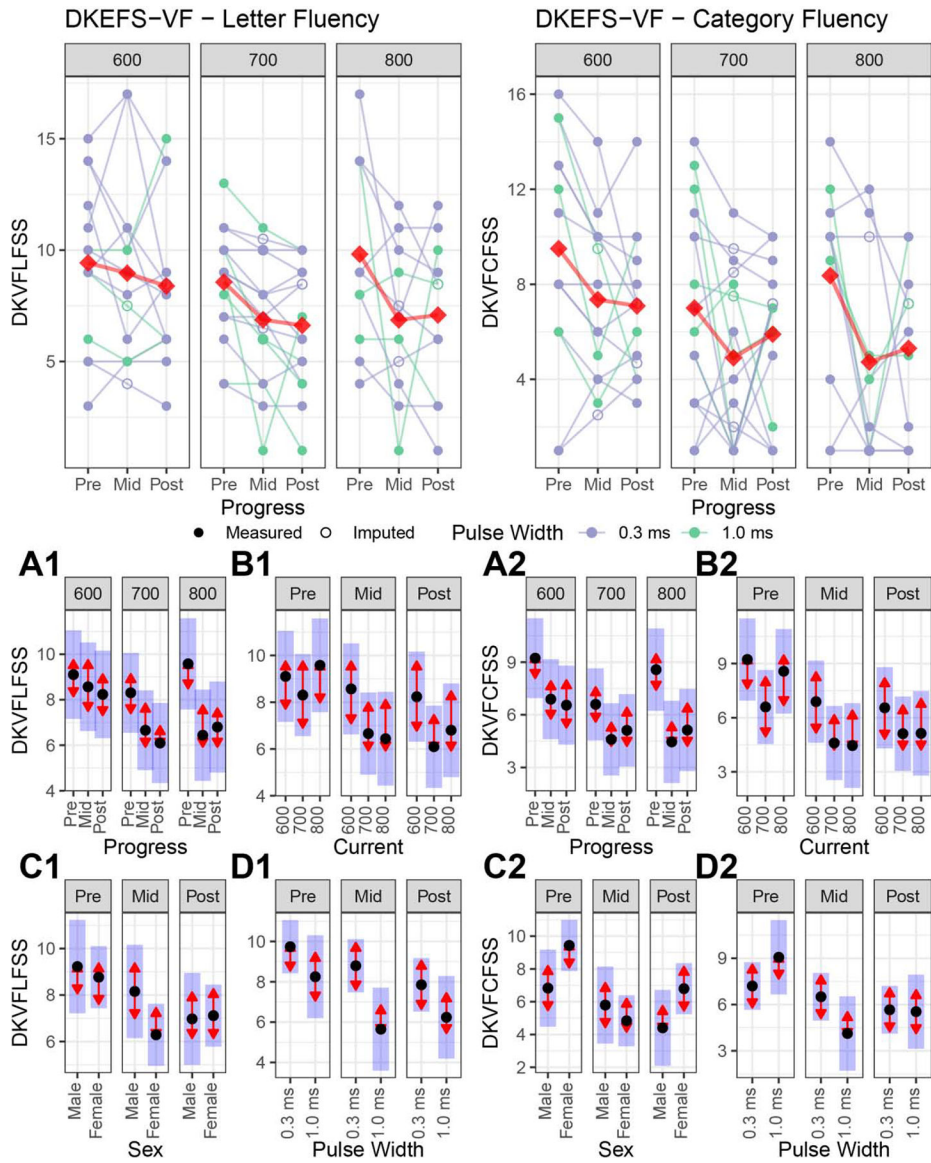 DKEFS−VF − Letter Fluency
DKEFS−VF − Category Fluency
600 700 800
600 700 800
DKVFLFSS
15
10
5
DKVFCFSS
16
12
8
4
Pre Mid Post Pre Mid Post Pre Mid Post
Pre Mid Post Pre Mid Post Pre Mid Post
Progress
Progress
Measured Imputed Pulse Width 0.3 ms 1.0 ms
A1
600 700 800
DKVFLFSS
10
8
6
4
Pre Mid Post Pre Mid Post Pre Mid Post
Progress
B1
Pre Mid Post
10
8
6
4
600 700 800 600 700 800 600 700 800
Current
A2
600 700 800
DKVFCFSS
9
6
3
Pre Mid Post Pre Mid Post Pre Mid Post
Progress
B2
Pre Mid Post
9
6
3
600 700 800 600 700 800 600 700 800
Current
C1
Pre Mid Post
DKVFLFSS
10
8
6
Male Female Male Female Male Female
Sex
D1
Pre Mid Post
10
8
6
4
0.3 ms 1.0 ms 0.3 ms 1.0 ms 0.3 ms 1.0 ms
Pulse Width
C2
Pre Mid Post
DKVFCFSS
10
8
6
4
2
Male Female Male Female Male Female
Sex
D2
Pre Mid Post
9
6
3
0.3 ms 1.0 ms 0.3 ms 1.0 ms 0.3 ms 1.0 ms
Pulse Width